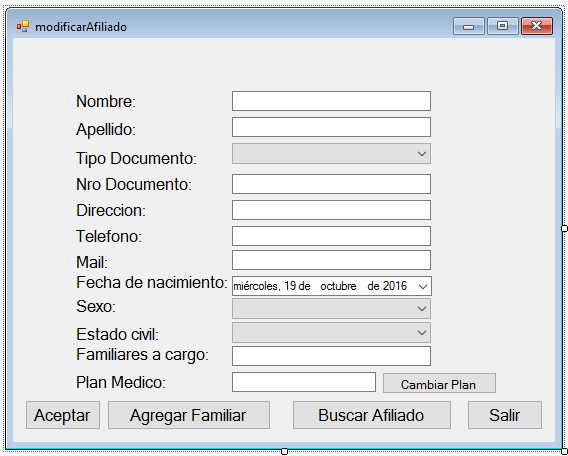 modificarAfiliado
Nombre:
Apellido:
Tipo Documento:
Nro Documento:
Direccion:
Telefono:
Mail:
Fecha de nacimiento: miércoles, 19 de octubre de 2016
Sexo:
Estado civil:
Familiares a cargo:
Plan Medico: Cambiar Plan
Aceptar Agregar Familiar Buscar Afiliado Salir